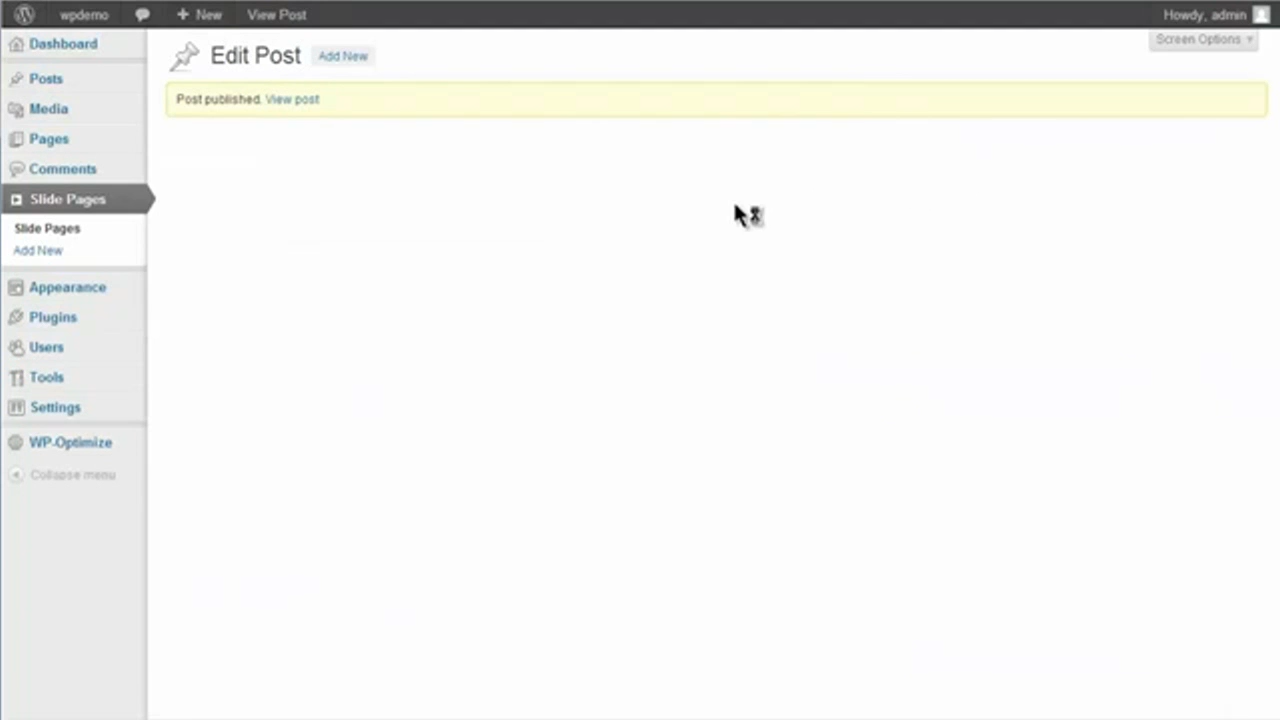 wpdemo New View Post Howdy, admin
Screen Options
Dashboard
Posts
Media
Pages
Comments
Slide Pages
Slide Pages
Add New
Appearance
Plugins
Users
Tools
Settings
WP-Optimize
Collapse menu
Edit Post Add New
Post published. View post